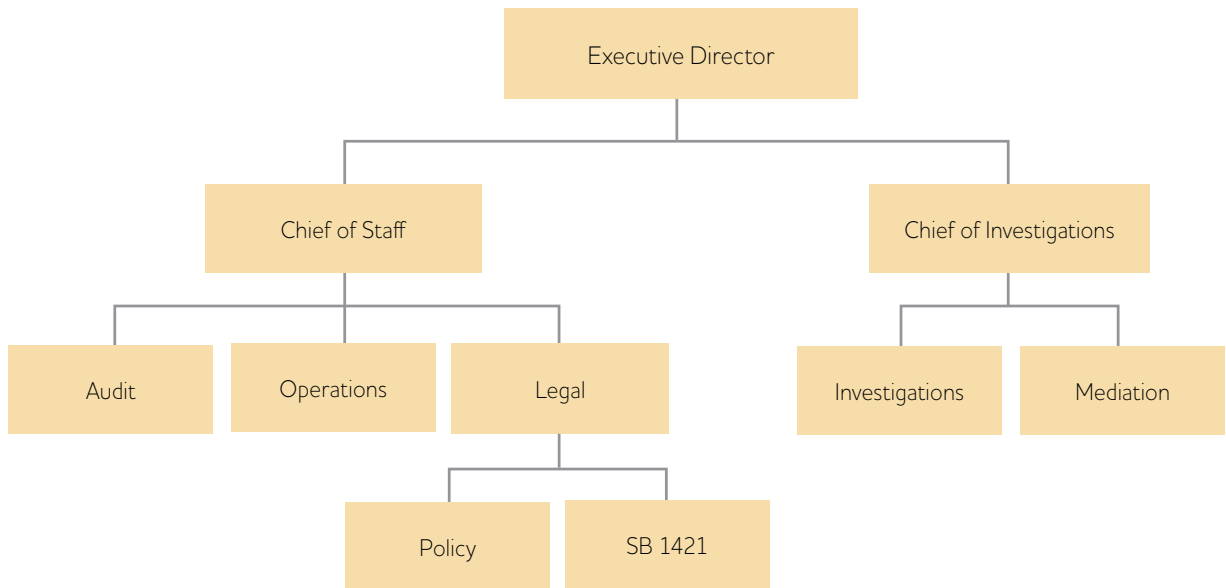 Executive Director
Chief of Staff
Chief of Investigations
Audit
Operations
Legal
Investigations
Mediation
Policy
SB 1421